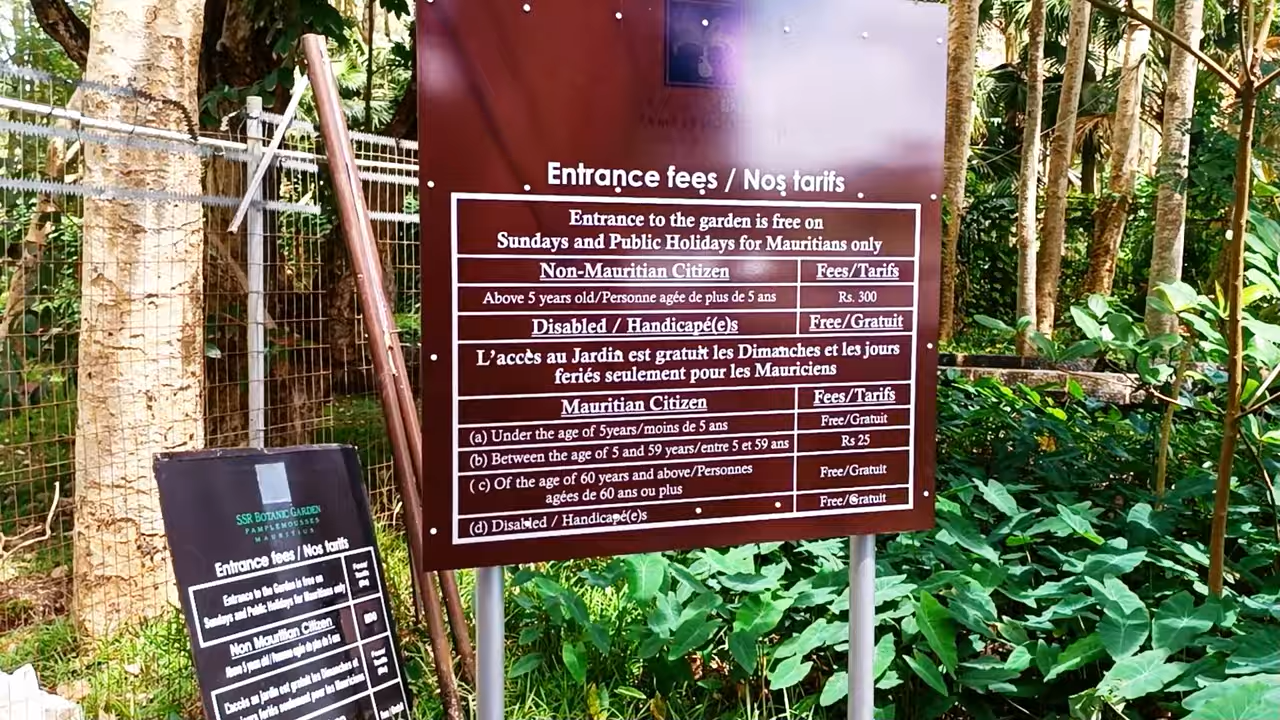 Entrance fees / Nos tarifs
Entrance to the garden is free on
Sundays and Public Holidays for Mauritians only
Non-Mauritian Citizen Fees/Tarifs
Above 5 years old/Personne agée de plus de 5 ans Rs. 300
Disabled / Handicapé(e)s Free/Gratuit
L'accès au Jardin est gratuit les Dimanches et les jours
feriés seulement pour les Mauriciens
Mauritian Citizen Fees/Tarifs
(a) Under the age of 5years/moins de 5 ans Free/Gratuit
(b) Between the age of 5 and 59 years/entre 5 et 59 ans Rs 25
( c) Of the age of 60 years and above/Personnes
agées de 60 ans ou plus Free/Gratuit
(d) Disabled / Handicapé(e)s Free/Gratuit
SSR BOTANIC GARDEN
PAMPLEMOUSSES
MAURITIUS
Entrance fees / Nos tarifs
Entrance to the Garden is free on
Sundays and Public Holidays for Mauritians only
Non Mauritian Citizen
Above 5 years old / Personne agée de plus de 5 ans
L'accès au jardin est gratuit les Dimanches et
feriés seulement pour les Mauriciens